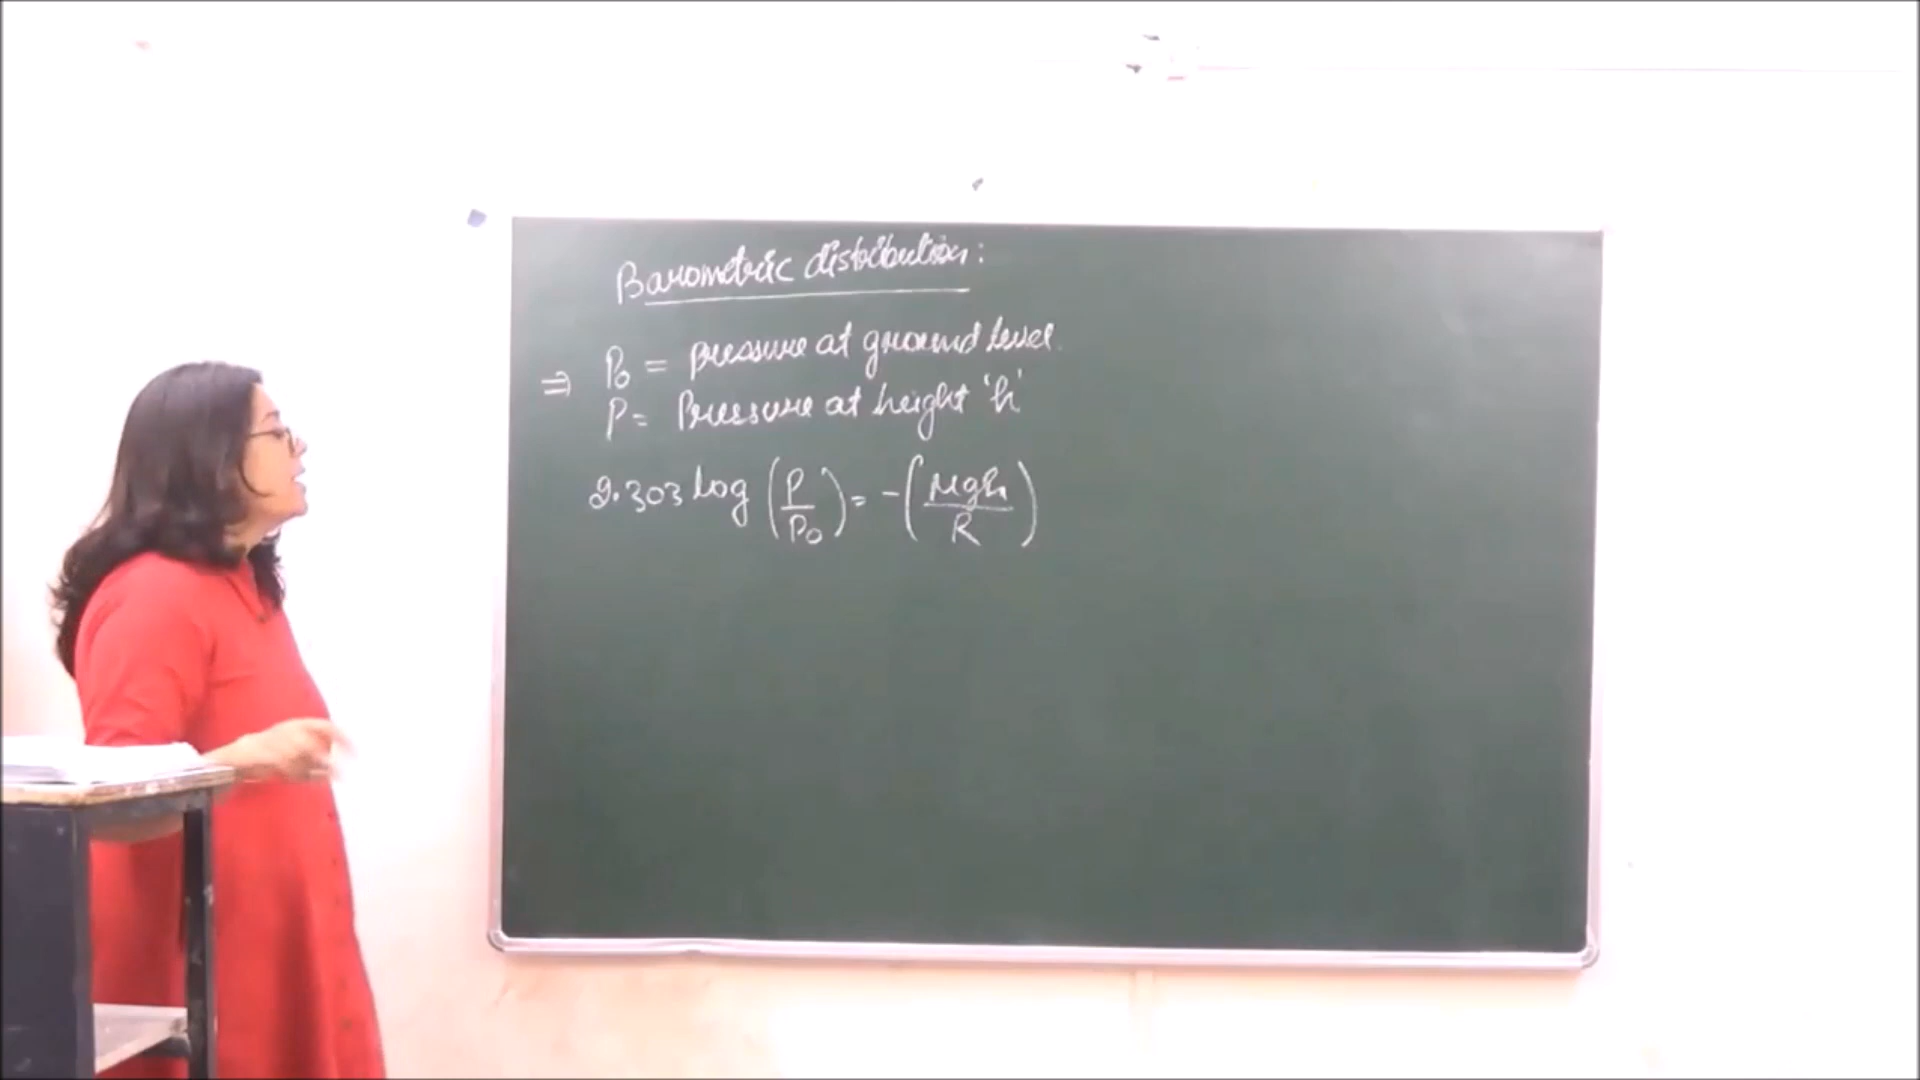 Barometric distribution:
⇒ P₀ = Pressure at ground level.
P = Pressure at height 'h'
2.303 log (P/P₀) = - (Mgh/R)